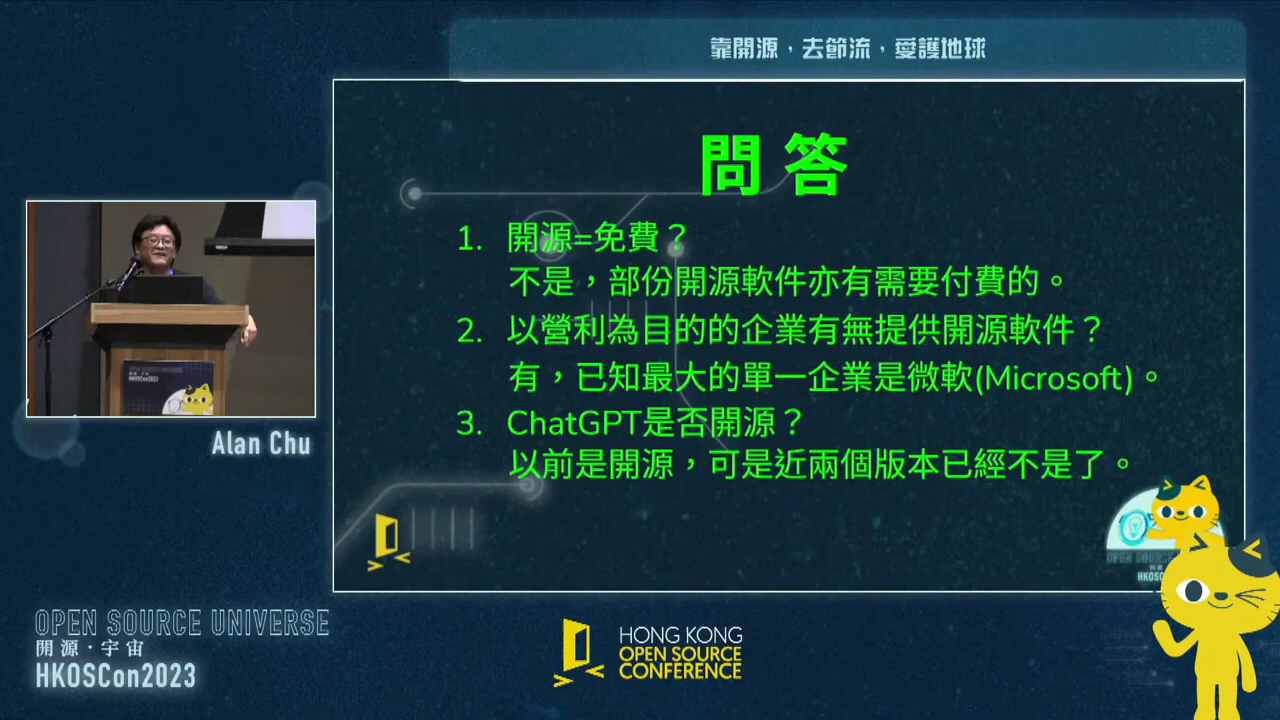 靠開源，去節流，愛護地球
問答
1. 開源=免費？
不是，部份開源軟件亦有需要付費的。
2. 以營利為目的的企業有無提供開源軟件？
有，已知最大的單一企業是微軟(Microsoft)。
3. ChatGPT是否開源？
以前是開源，可是近兩個版本已經不是了。
HKOSCon2023
Alan Chu
OPEN SOURCE
HKOSC
OPEN SOURCE UNIVERSE
開源·宇宙
HKOSCon2023
HONG KONG
OPEN SOURCE
CONFERENCE